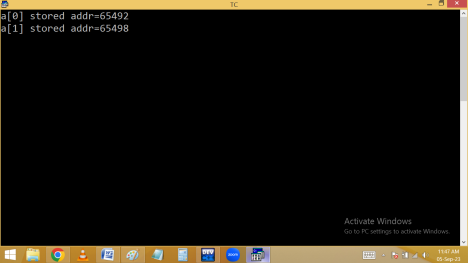 TC
a[0] stored addr=65492
a[1] stored addr=65498
Activate Windows
Go to PC settings to activate Windows.
zoom
11:47 AM
05-Sep-23